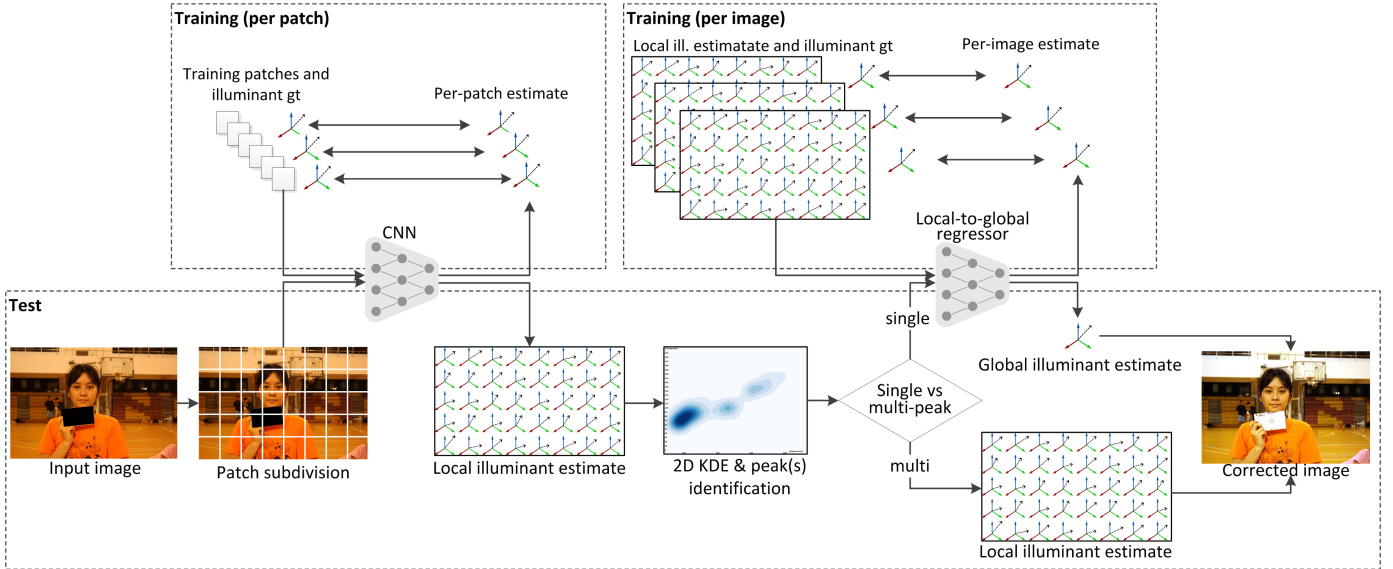 Training (per patch)
Training patches and
illuminant gt
Per-patch estimate
CNN
Training (per image)
Local ill. estimatate and illuminant gt
Per-image estimate
Local-to-global
regressor
Test
Input image
Patch subdivision
Local illuminant estimate
2D KDE & peak(s)
identification
Single vs
multi-peak
single
multi
Global illuminant estimate
Local illuminant estimate
Corrected image